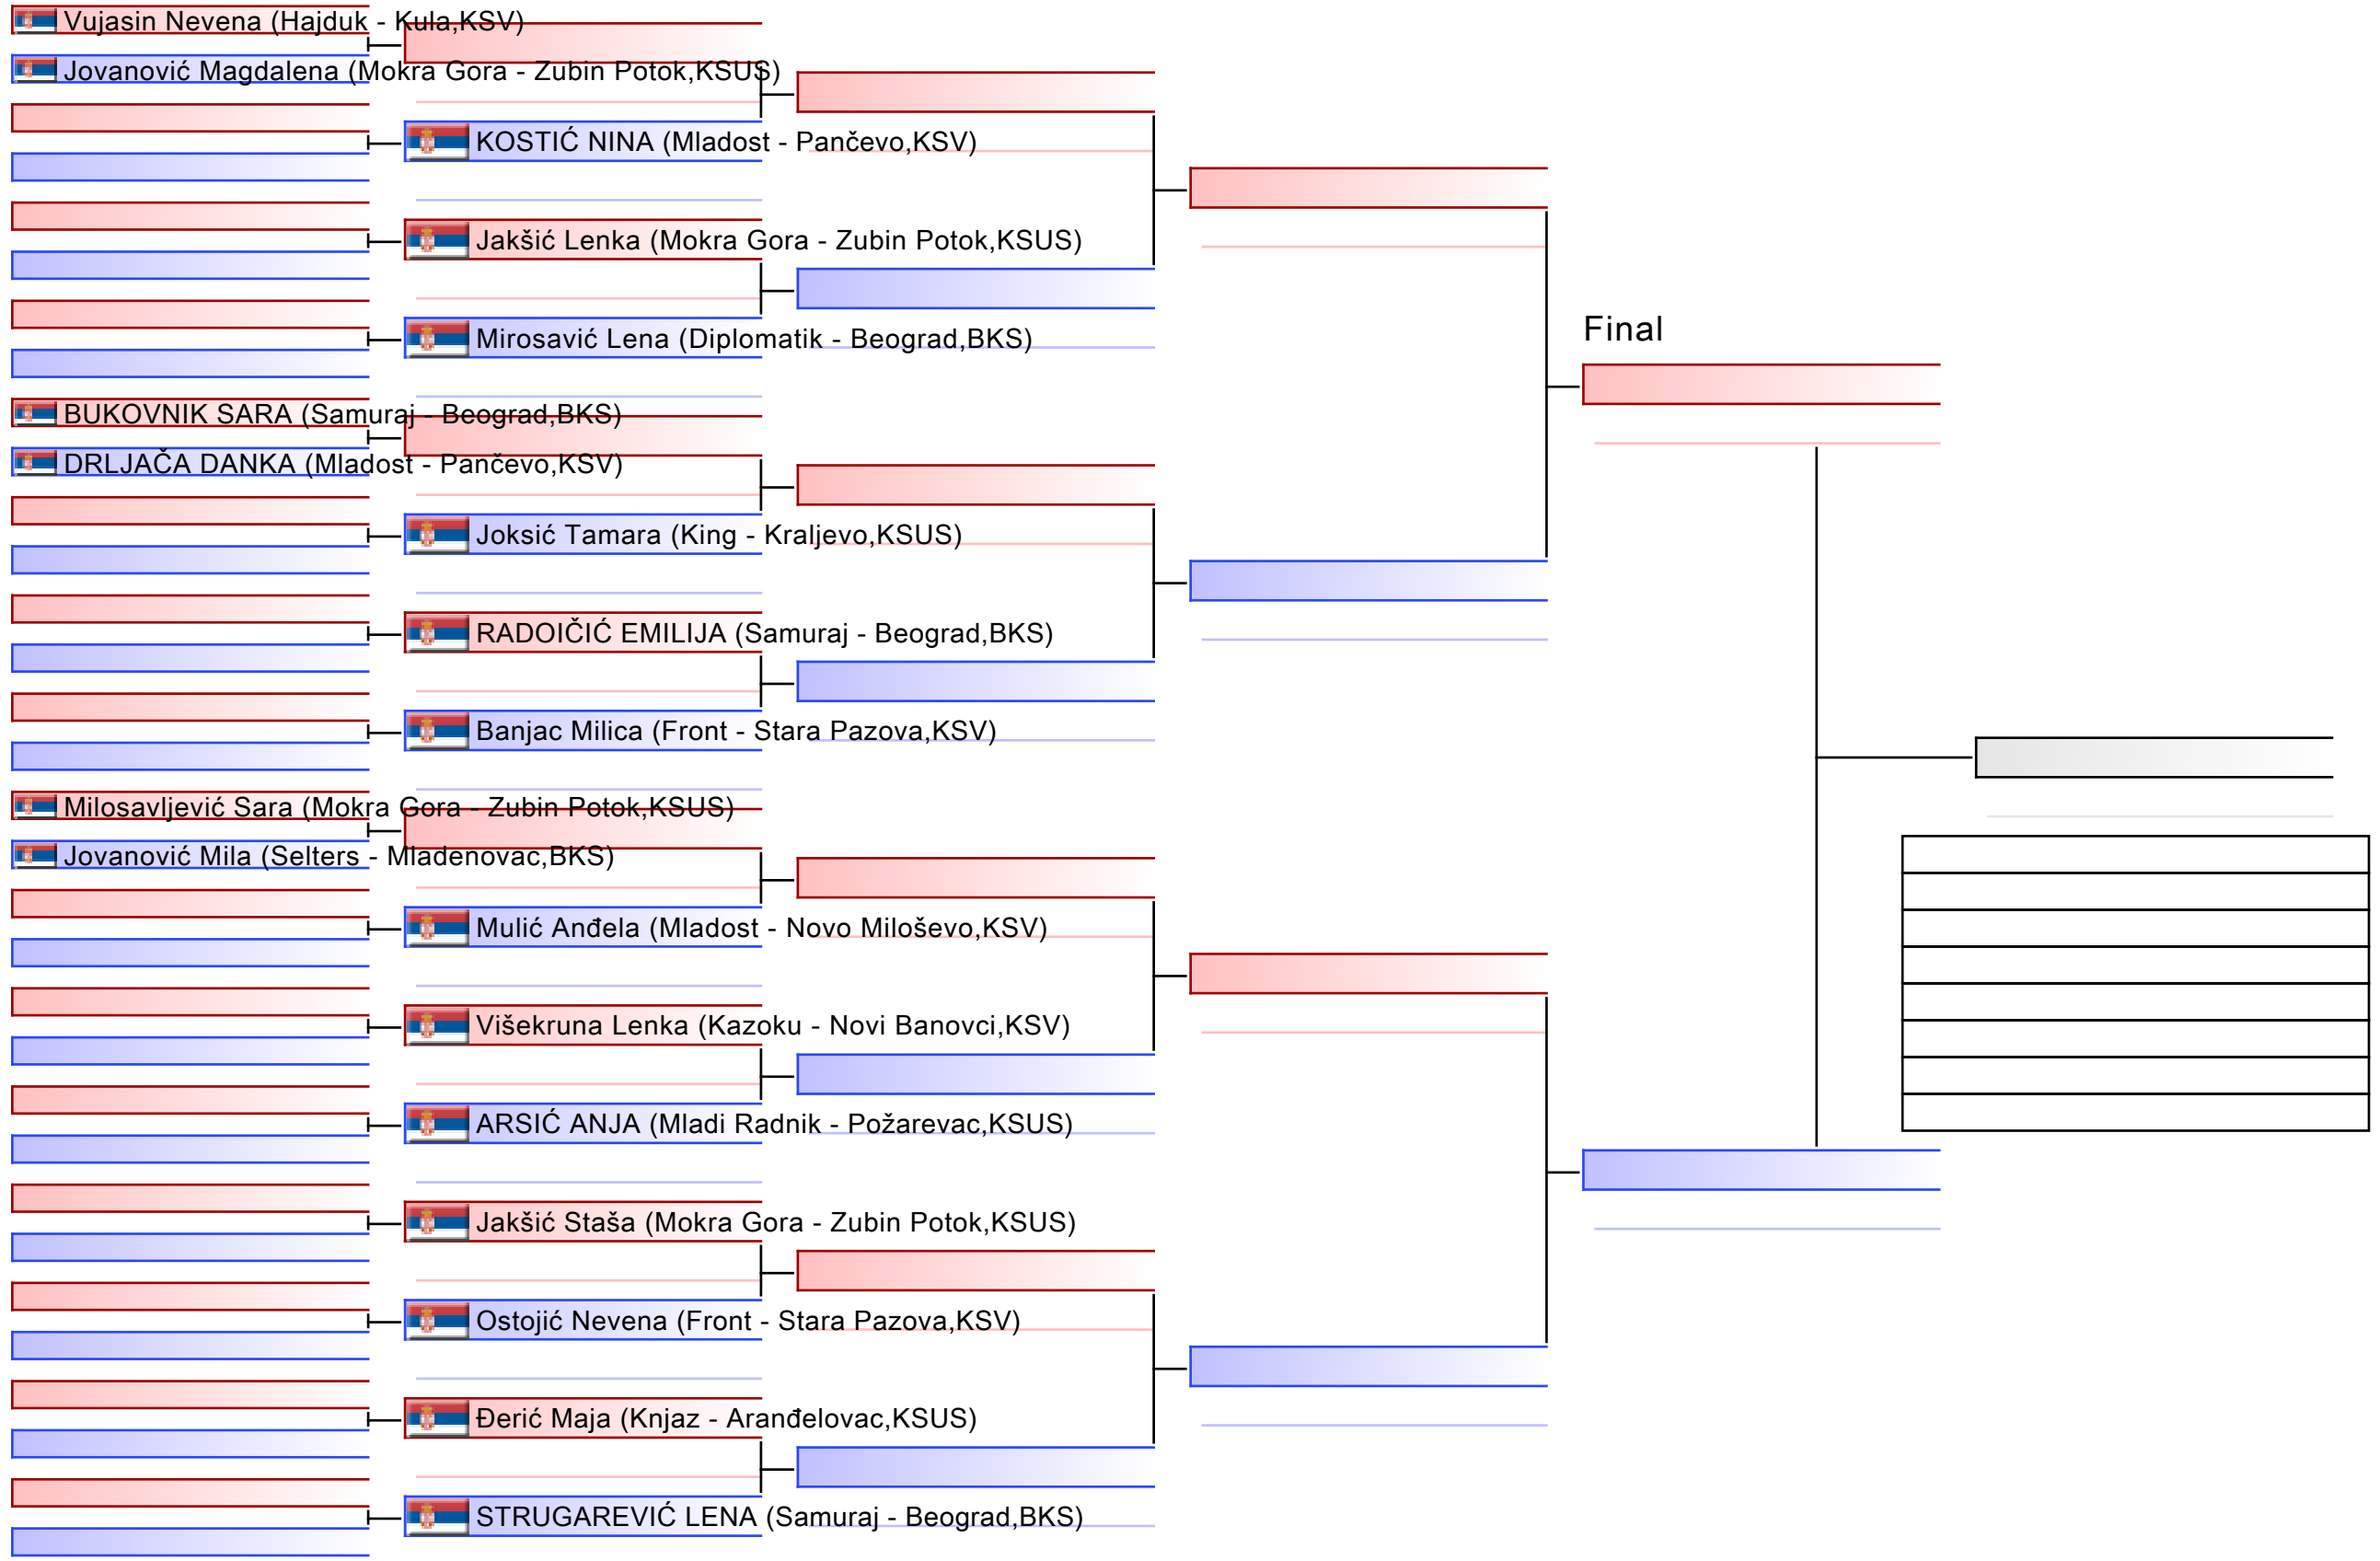 Vujasin Nevena (Hajduk - Kula,KSV)
Jovanović Magdalena (Mokra Gora - Zubin Potok,KSUS)
KOSTIĆ NINA (Mladost - Pančevo,KSV)
Jakšić Lenka (Mokra Gora - Zubin Potok,KSUS)
Mirosavić Lena (Diplomatik - Beograd,BKS)
Final
BUKOVNIK SARA (Samuraj - Beograd,BKS)
DRLJAČA DANKA (Mladost - Pančevo,KSV)
Joksić Tamara (King - Kraljevo,KSUS)
RADOIČIĆ EMILIJA (Samuraj - Beograd,BKS)
Banjac Milica (Front - Stara Pazova,KSV)
Milosavljević Sara (Mokra Gora - Zubin Potok,KSUS)
Jovanović Mila (Selters - Mladenovac,BKS)
Mulić Anđela (Mladost - Novo Miloševo,KSV)
Višekruna Lenka (Kazoku - Novi Banovci,KSV)
ARSIĆ ANJA (Mladi Radnik - Požarevac,KSUS)
Jakšić Staša (Mokra Gora - Zubin Potok,KSUS)
Ostojić Nevena (Front - Stara Pazova,KSV)
Đerić Maja (Knjaz - Aranđelovac,KSUS)
STRUGAREVIĆ LENA (Samuraj - Beograd,BKS)